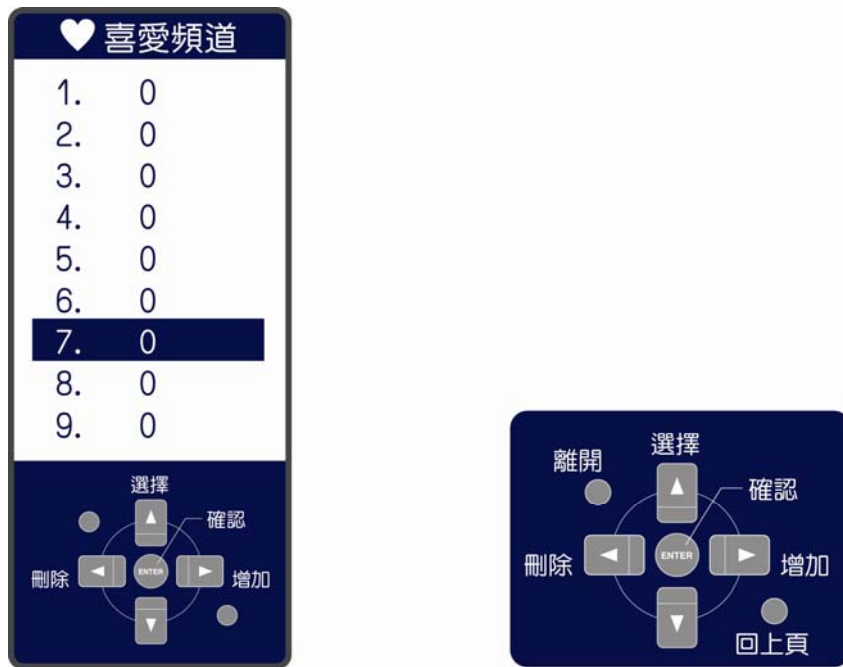 喜愛頻道
1. 0
2. 0
3. 0
4. 0
5. 0
6. 0
7. 0
8. 0
9. 0
選擇
確認
刪除
ENTER
增加
離開
選擇
確認
刪除
ENTER
增加
回上頁